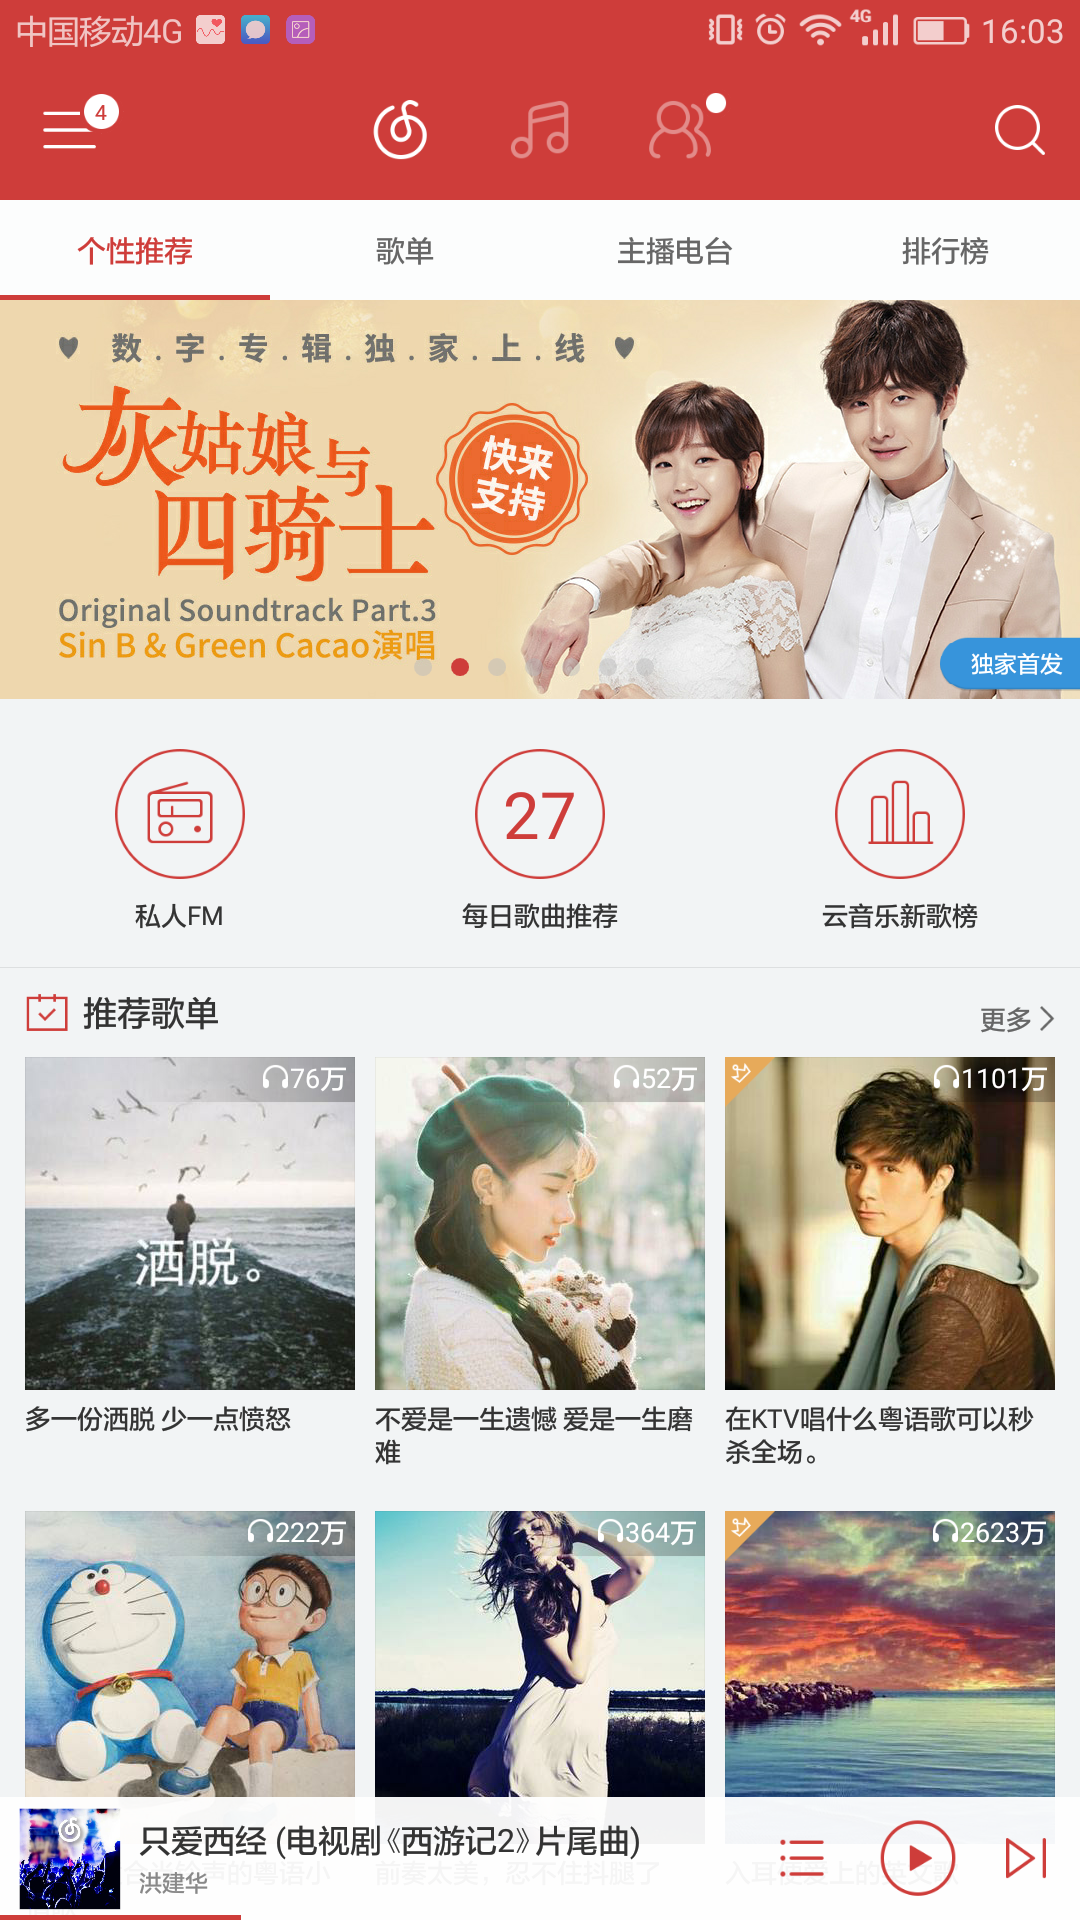 中国移动4G
4G
16:03
4
个性推荐 歌单 主播电台 排行榜
数.字.专.辑.独.家.上.线
灰姑娘与
四骑士
快来
支持
Original Soundtrack Part.3
Sin B & Green Cacao演唱
独家首发
27
私人FM 每日歌曲推荐 云音乐新歌榜
推荐歌单 更多
76万 52万 1101万
洒脱。
多一份洒脱 少一点愤怒
不爱是一生遗憾 爱是一生磨
难
在KTV唱什么粤语歌可以秒
杀全场。
222万 364万 2623万
只爱西经 (电视剧《西游记2》片尾曲)
洪建华